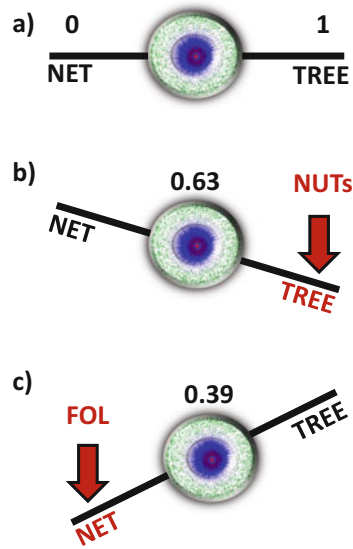 a) 0 1
NET TREE
b) 0.63 NUTs
NET TREE
c) 0.39
FOL TREE
NET